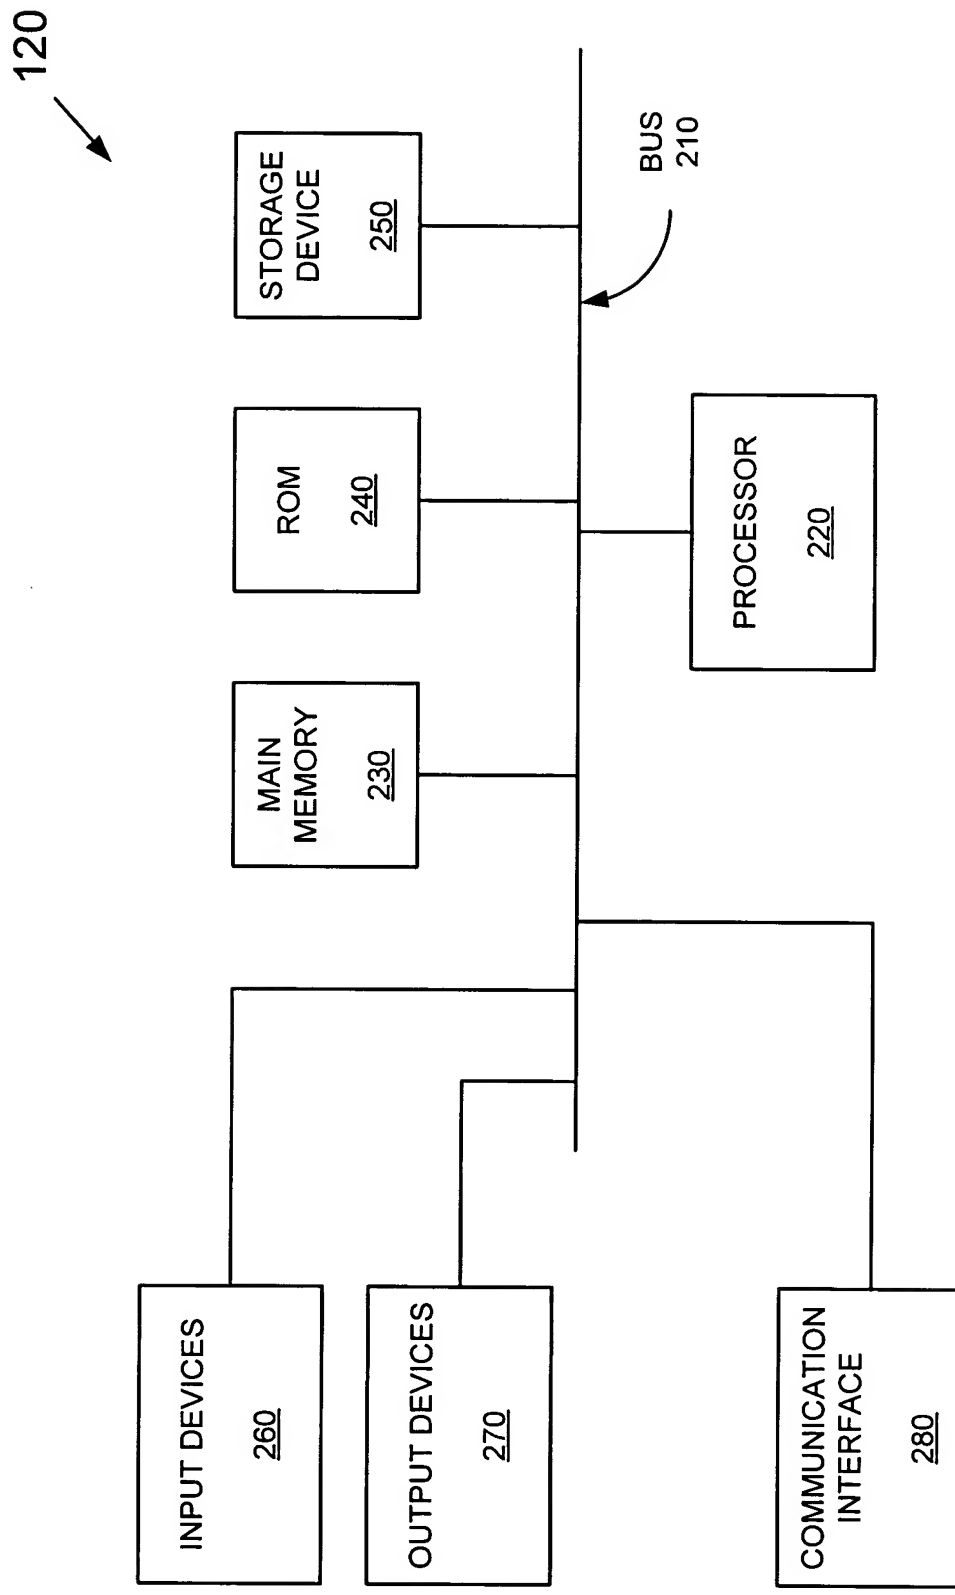 120
INPUT DEVICES
260
OUTPUT DEVICES
270
COMMUNICATION
INTERFACE
280
MAIN
MEMORY
230
ROM
240
STORAGE
DEVICE
250
PROCESSOR
220
BUS
210